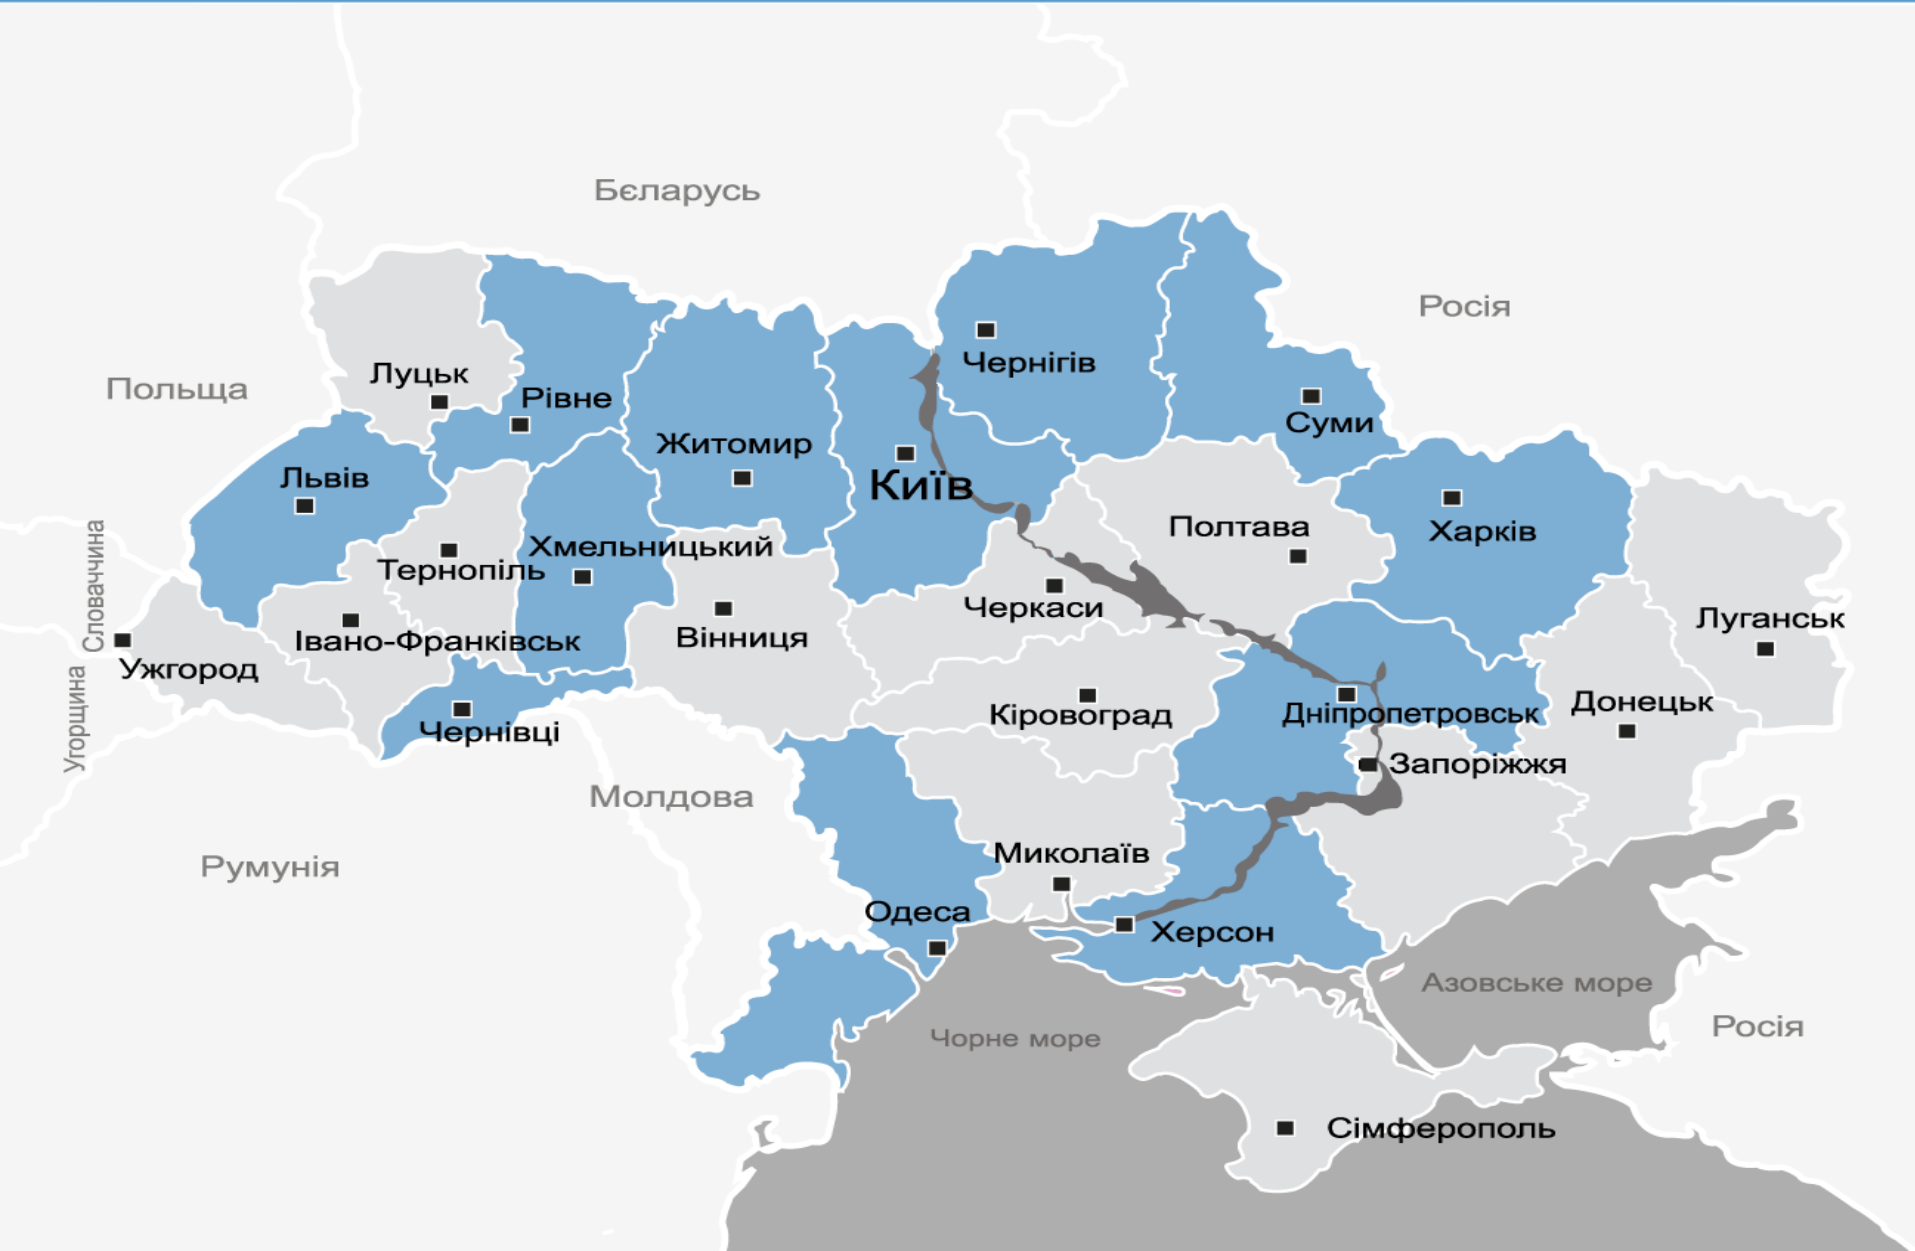 Бєларусь
Росія
Польща
Чернігів
Луцьк
Рівне
Суми
Житомир
Львів
Київ
Полтава
Харків
Хмельницький
Тернопіль
Словаччина
Черкаси
Луганськ
Вінниця
Івано-Франківськ
Ужгород
Угорщина
Донецьк
Кіровоград
Дніпропетровськ
Чернівці
Запоріжжя
Молдова
Миколаїв
Румунія
Одеса
Херсон
Азовське море
Росія
Чорне море
Сімферополь